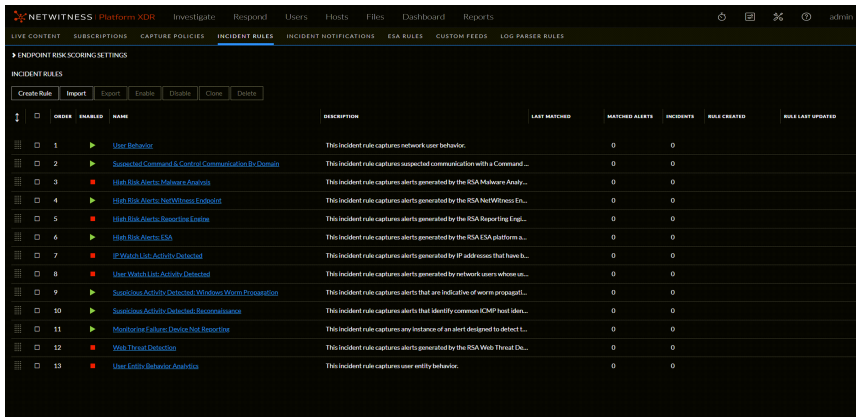 NETWITNESS Platform XDR Investigate Respond Users Hosts Files Dashboard Reports admin
LIVE CONTENT SUBSCRIPTIONS CAPTURE POLICIES INCIDENT RULES INCIDENT NOTIFICATIONS ESA RULES CUSTOM FEEDS LOG PARSER RULES
ENDPOINT RISK SCORING SETTINGS
INCIDENT RULES
Create Rule Import Export Enable Disable Clone Delete
ORDER ENABLED NAME DESCRIPTION LAST MATCHED MATCHED ALERTS INCIDENTS RULE CREATED RULE LAST UPDATED
1 User Behavior This incident rule captures network user behavior. 0 0
2 Suspected Command & Control Communication By Domain This incident rule captures suspected communication with a Command ... 0 0
3 High Risk Alerts: Malware Analysis This incident rule captures alerts generated by the RSA Malware Analy... 0 0
4 High Risk Alerts: NetWitness Endpoint This incident rule captures alerts generated by the RSA NetWitness En... 0 0
5 High Risk Alerts: Reporting Engine This incident rule captures alerts generated by the RSA Reporting Engi... 0 0
6 High Risk Alerts: ESA This incident rule captures alerts generated by the RSA ESA platform a... 0 0
7 IP Watch List: Activity Detected This incident rule captures alerts generated by IP addresses that have b... 0 0
8 User Watch List: Activity Detected This incident rule captures alerts generated by network users whose us... 0 0
9 Suspicious Activity Detected: Windows Worm Propagation This incident rule captures alerts that are indicative of worm propagati... 0 0
10 Suspicious Activity Detected: Reconnaissance This incident rule captures alerts that identify common ICMP host iden... 0 0
11 Monitoring Failure: Device Not Reporting This incident rule captures any instance of an alert designed to detect t... 0 0
12 Web Threat Detection This incident rule captures alerts generated by the RSA Web Threat De... 0 0
13 User Entity Behavior Analytics This incident rule captures user entity behavior. 0 0